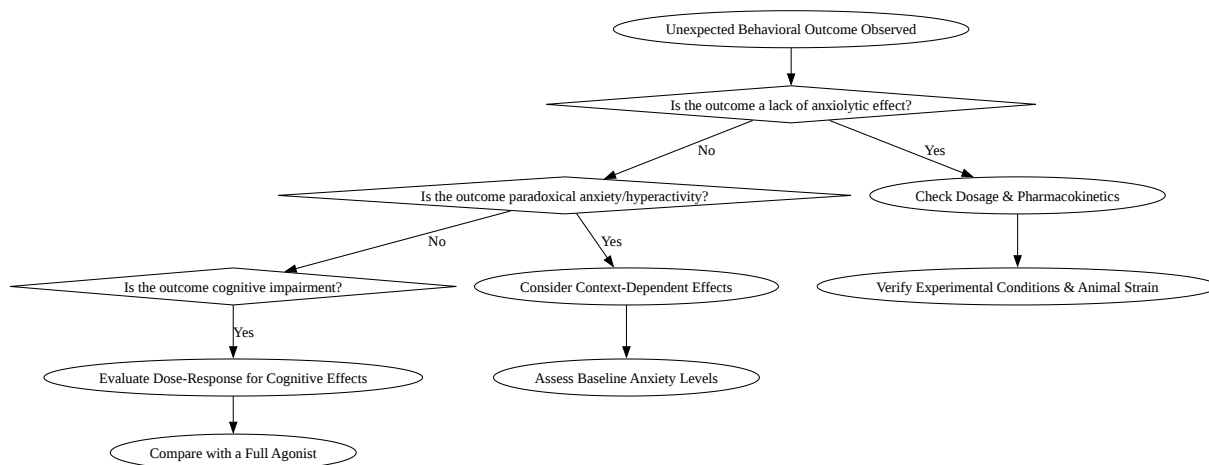 Unexpected Behavioral Outcome Observed
Is the outcome a lack of anxiolytic effect?
No
Yes
Is the outcome paradoxical anxiety/hyperactivity?
Check Dosage & Pharmacokinetics
No
Yes
Is the outcome cognitive impairment?
Consider Context-Dependent Effects
Verify Experimental Conditions & Animal Strain
Yes
Evaluate Dose-Response for Cognitive Effects
Assess Baseline Anxiety Levels
Compare with a Full Agonist